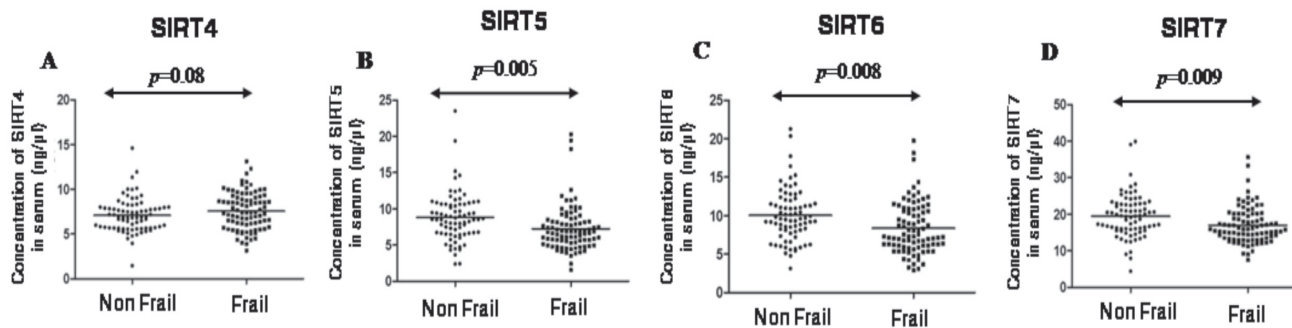 SIRT4
A
p=0.08
Concentration of SIRT4
in serum (ng/µl)
20
15
10
5
0
Non Frail Frail
SIRT5
B
p=0.005
Concentration of SIRT5
in serum (ng/µl)
25
20
15
10
5
0
Non Frail Frail
SIRT6
C
p=0.008
Concentration of SIRT6
in serum (ng/µl)
25
20
15
10
5
0
Non Frail Frail
SIRT7
D
p=0.009
Concentration of SIRT7
in serum (ng/µl)
50
40
30
20
10
0
Non Frail Frail